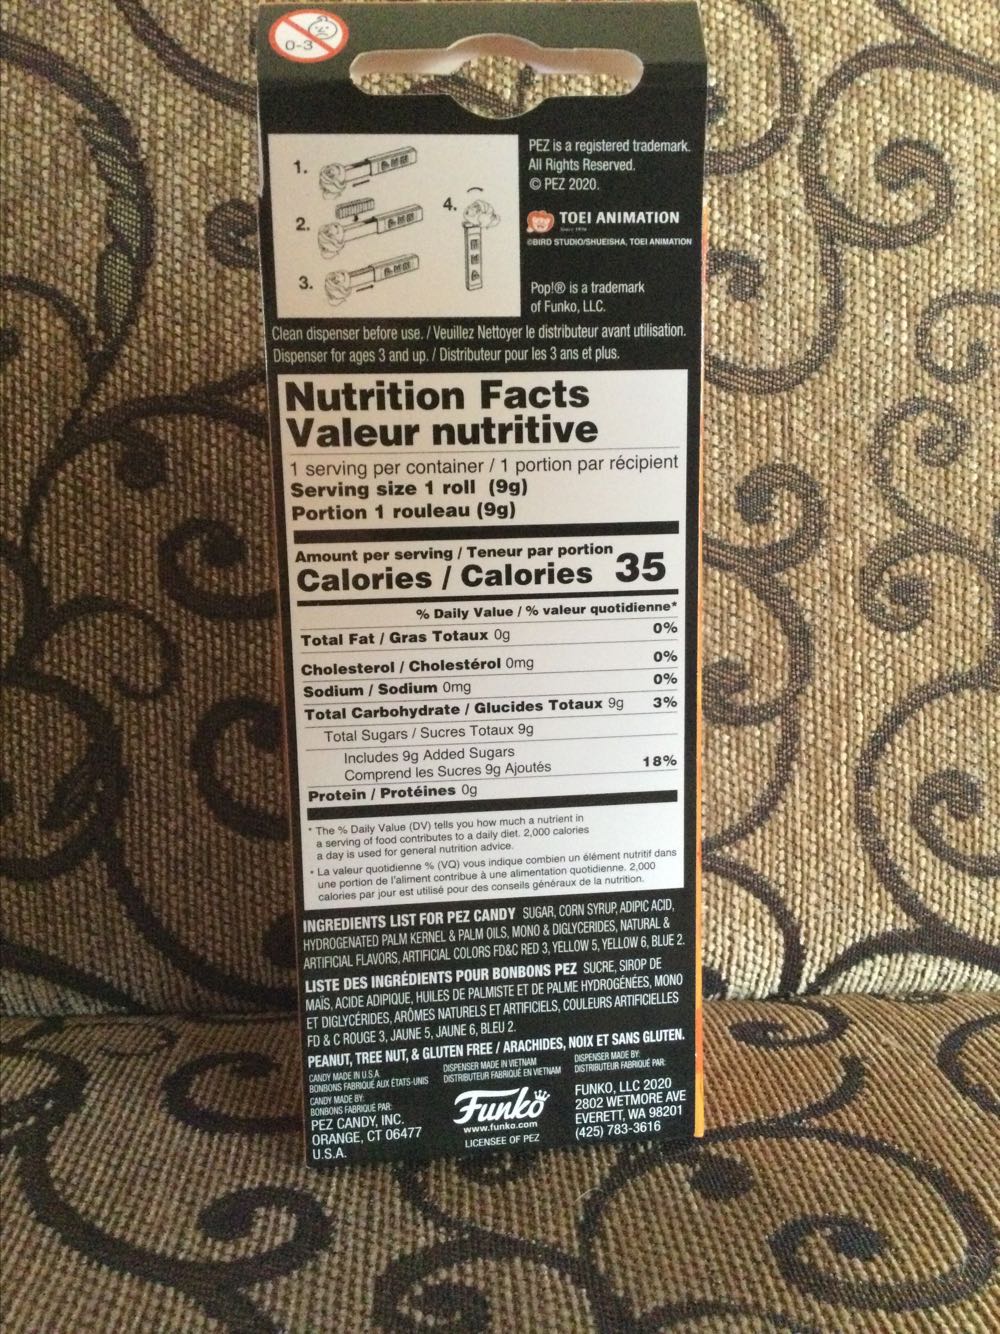 0-3
1.
2.
3.
4.
PEZ
PEZ is a registered trademark.
All Rights Reserved.
© PEZ 2020.
TOEI ANIMATION
©BIRD STUDIO/SHUEISHA, TOEI ANIMATION
Pop!® is a trademark
of Funko, LLC.
Clean dispenser before use. / Veuillez Nettoyer le distributeur avant utilisation.
Dispenser for ages 3 and up. / Distributeur pour les 3 ans et plus.
Nutrition Facts
Valeur nutritive
1 serving per container / 1 portion par récipient
Serving size 1 roll (9g)
Portion 1 rouleau (9g)
Amount per serving / Teneur par portion
Calories / Calories 35
% Daily Value / % valeur quotidienne*
Total Fat / Gras Totaux 0g 0%
Cholesterol / Cholestérol 0mg 0%
Sodium / Sodium 0mg 0%
Total Carbohydrate / Glucides Totaux 9g 3%
Total Sugars / Sucres Totaux 9g
Includes 9g Added Sugars
Comprend les Sucres 9g Ajoutés 18%
Protein / Protéines 0g
* The % Daily Value (DV) tells you how much a nutrient in
a serving of food contributes to a daily diet. 2,000 calories
a day is used for general nutrition advice.
* La valeur quotidienne % (VQ) vous indique combien un élément nutritif dans
une portion de l'aliment contribue à une alimentation quotidienne. 2,000
calories par jour est utilisé pour des conseils généraux de la nutrition.
INGREDIENTS LIST FOR PEZ CANDY SUGAR, CORN SYRUP, ADIPIC ACID,
HYDROGENATED PALM KERNEL & PALM OILS, MONO & DIGLYCERIDES, NATURAL &
ARTIFICIAL FLAVORS, ARTIFICIAL COLORS FD&C RED 3, YELLOW 5, YELLOW 6, BLUE 2.
LISTE DES INGRÉDIENTS POUR BONBONS PEZ SUCRE, SIROP DE
MAÏS, ACIDE ADIPIQUE, HUILES DE PALMISTE ET DE PALME HYDROGÉNÉES, MONO
ET DIGLYCÉRIDES, ARÔMES NATURELS ET ARTIFICIELS, COULEURS ARTIFICIELLES
FD & C ROUGE 3, JAUNE 5, JAUNE 6, BLEU 2.
PEANUT, TREE NUT, & GLUTEN FREE / ARACHIDES, NOIX ET SANS GLUTEN.
CANDY MADE IN U.S.A
BONBONS FABRIQUÉ AUX ÉTATS-UNIS
CANDY MADE BY:
BONBONS FABRIQUÉ PAR:
PEZ CANDY, INC.
ORANGE, CT 06477
U.S.A.
DISPENSER MADE IN VIETNAM
DISTRIBUTEUR FABRIQUÉ EN VIETNAM
Funko
www.funko.com
LICENSEE OF PEZ
DISPENSER MADE BY:
DISTRIBUTEUR FABRIQUÉ PAR:
FUNKO, LLC 2020
2802 WETMORE AVE
EVERETT, WA 98201
(425) 783-3616